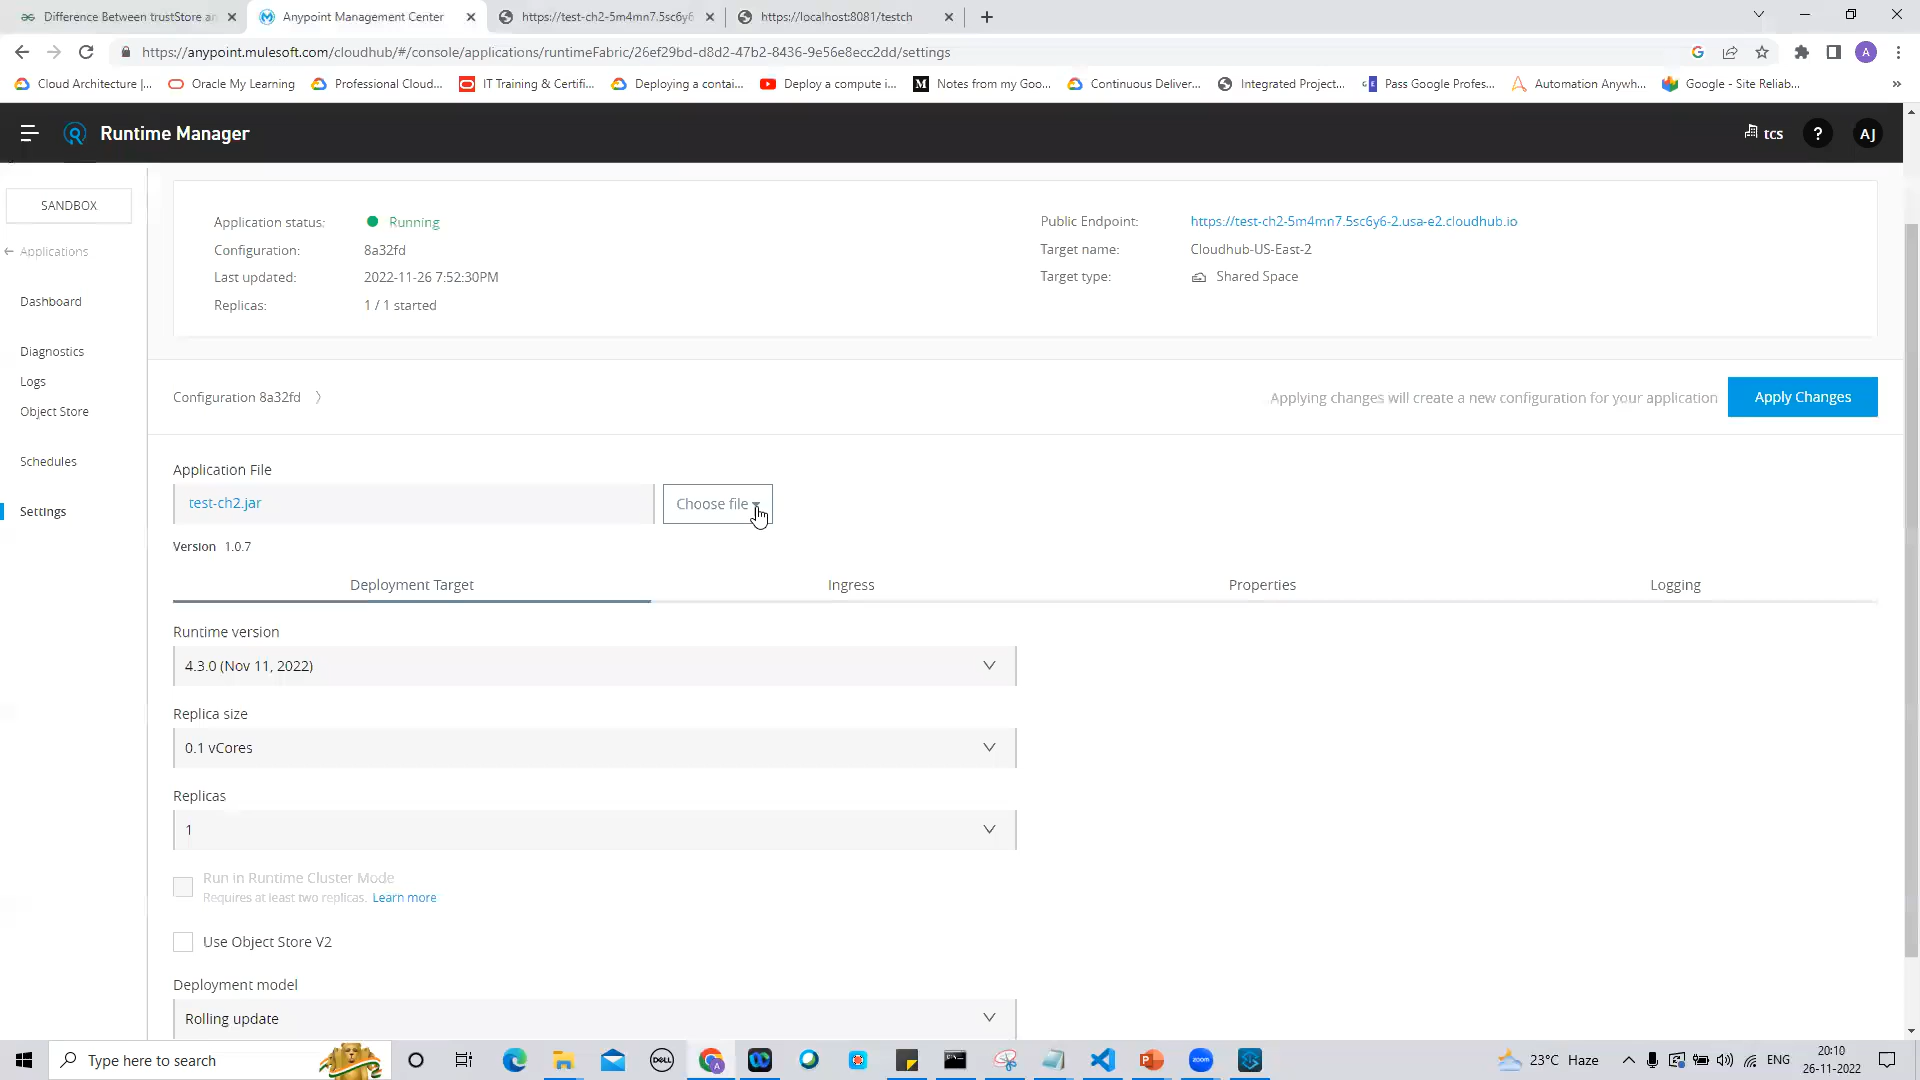 Difference Between trustStore an
Anypoint Management Center
https://test-ch2-5m4mn7.5sc6y6
https://localhost:8081/testch
https://anypoint.mulesoft.com/cloudhub/#/console/applications/runtimeFabric/26ef29bd-d8d2-47b2-8436-9e56e8ecc2dd/settings
A
Cloud Architecture |...
Oracle My Learning
Professional Cloud...
IT Training & Certifi...
Deploying a contai...
Deploy a compute i...
Notes from my Goo...
Continuous Deliver...
Integrated Project...
Pass Google Profes...
Automation Anywh...
Google - Site Reliab...
»
Runtime Manager
tcs
?
AJ
SANDBOX
Applications
Dashboard
Diagnostics
Logs
Object Store
Schedules
Settings
Application status: Running
Configuration: 8a32fd
Last updated: 2022-11-26 7:52:30PM
Replicas: 1 / 1 started
Public Endpoint: https://test-ch2-5m4mn7.5sc6y6-2.usa-e2.cloudhub.io
Target name: Cloudhub-US-East-2
Target type: Shared Space
Configuration 8a32fd
Applying changes will create a new configuration for your application
Apply Changes
Application File
test-ch2.jar
Choose file
Version 1.0.7
Deployment Target
Ingress
Properties
Logging
Runtime version
4.3.0 (Nov 11, 2022)
Replica size
0.1 vCores
Replicas
1
Run in Runtime Cluster Mode
Requires at least two replicas. Learn more
Use Object Store V2
Deployment model
Rolling update
Type here to search
DELL
zoom
23°C Haze
ENG
20:10
26-11-2022